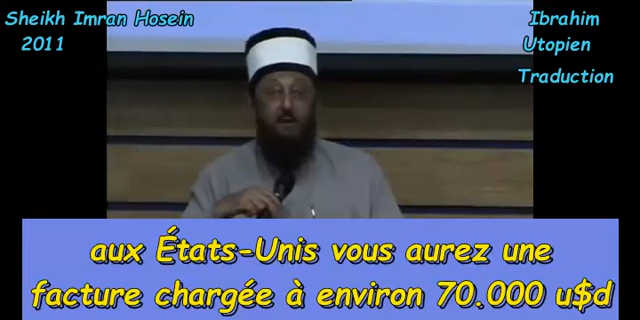 Sheikh Imran Hosein
2011
Ibrahim
Utopien
Traduction
aux États-Unis vous aurez une
facture chargée à environ 70.000 u$d